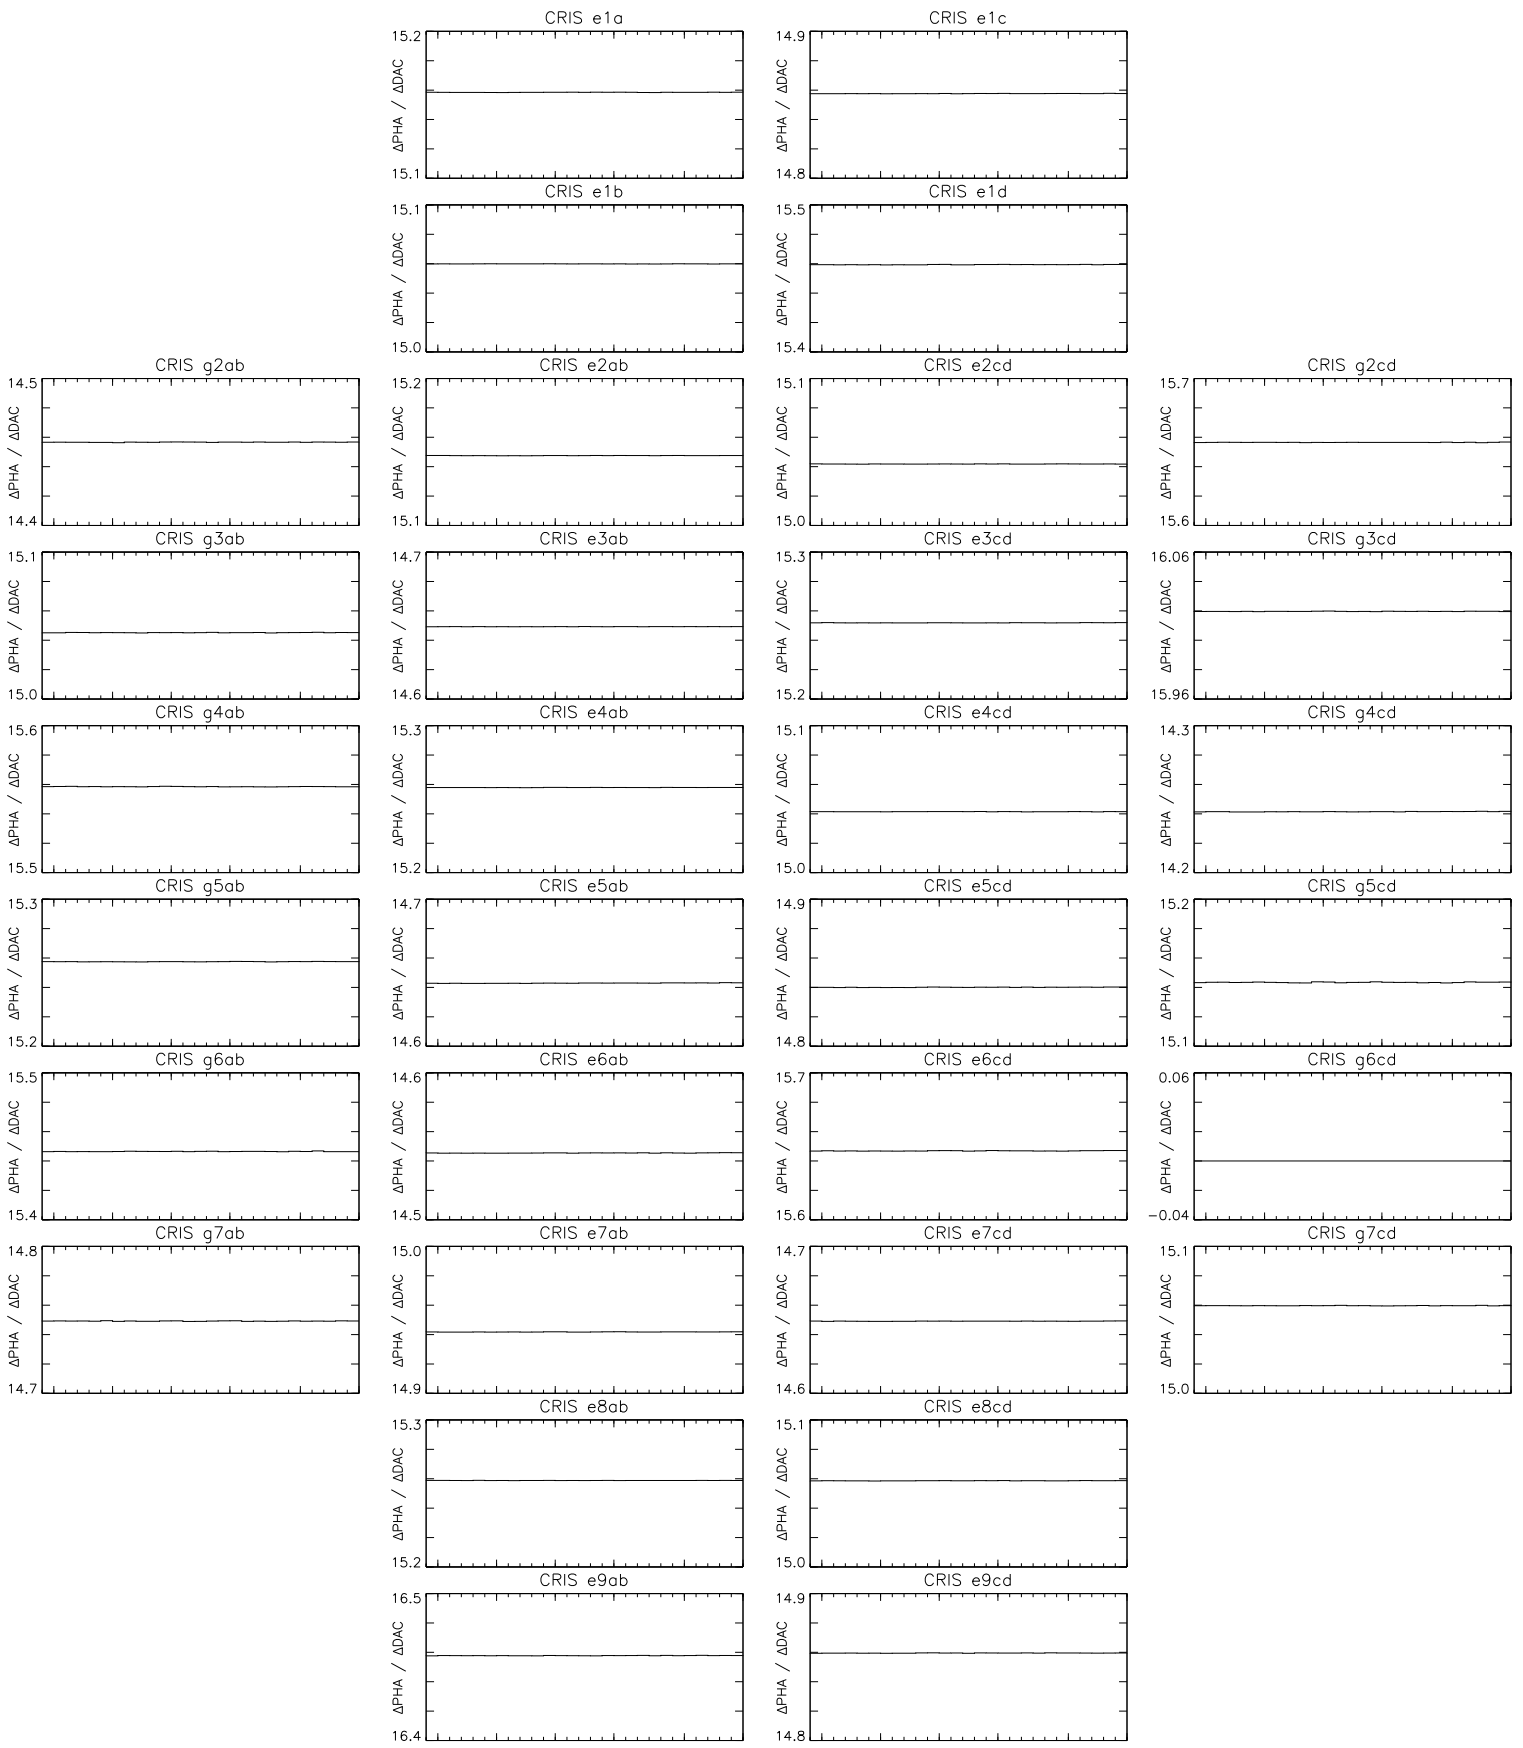 CRIS e1a
15.2
ΔPHA / ΔDAC
15.1
CRIS e1c
14.9
ΔPHA / ΔDAC
14.8
CRIS e1b
15.1
ΔPHA / ΔDAC
15.0
CRIS e1d
15.5
ΔPHA / ΔDAC
15.4
CRIS g2ab
14.5
ΔPHA / ΔDAC
14.4
CRIS e2ab
15.2
ΔPHA / ΔDAC
15.1
CRIS e2cd
15.1
ΔPHA / ΔDAC
15.0
CRIS g2cd
15.7
ΔPHA / ΔDAC
15.6
CRIS g3ab
15.1
ΔPHA / ΔDAC
15.0
CRIS e3ab
14.7
ΔPHA / ΔDAC
14.6
CRIS e3cd
15.3
ΔPHA / ΔDAC
15.2
CRIS g3cd
16.06
ΔPHA / ΔDAC
15.96
CRIS g4ab
15.6
ΔPHA / ΔDAC
15.5
CRIS e4ab
15.3
ΔPHA / ΔDAC
15.2
CRIS e4cd
15.1
ΔPHA / ΔDAC
15.0
CRIS g4cd
14.3
ΔPHA / ΔDAC
14.2
CRIS g5ab
15.3
ΔPHA / ΔDAC
15.2
CRIS e5ab
14.7
ΔPHA / ΔDAC
14.6
CRIS e5cd
14.9
ΔPHA / ΔDAC
14.8
CRIS g5cd
15.2
ΔPHA / ΔDAC
15.1
CRIS g6ab
15.5
ΔPHA / ΔDAC
15.4
CRIS e6ab
14.6
ΔPHA / ΔDAC
14.5
CRIS e6cd
15.7
ΔPHA / ΔDAC
15.6
CRIS g6cd
0.06
ΔPHA / ΔDAC
−0.04
CRIS g7ab
14.8
ΔPHA / ΔDAC
14.7
CRIS e7ab
15.0
ΔPHA / ΔDAC
14.9
CRIS e7cd
14.7
ΔPHA / ΔDAC
14.6
CRIS g7cd
15.1
ΔPHA / ΔDAC
15.0
CRIS e8ab
15.3
ΔPHA / ΔDAC
15.2
CRIS e8cd
15.1
ΔPHA / ΔDAC
15.0
CRIS e9ab
16.5
ΔPHA / ΔDAC
16.4
CRIS e9cd
14.9
ΔPHA / ΔDAC
14.8